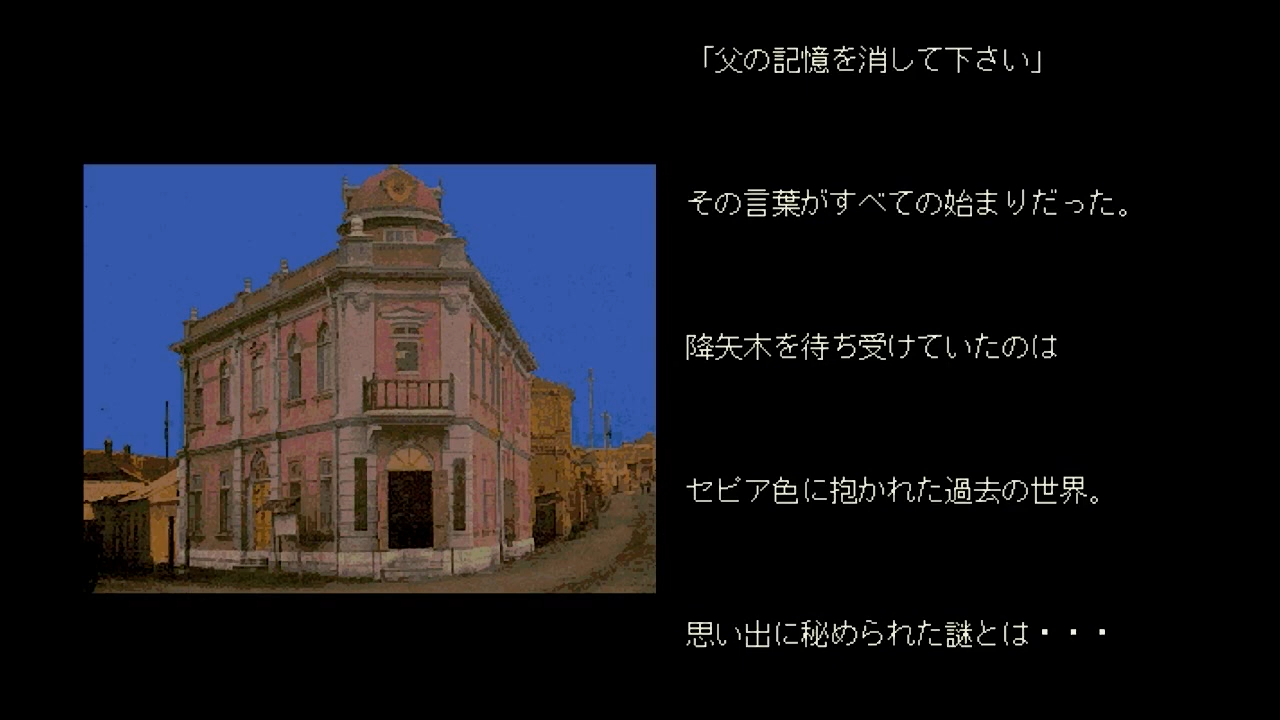 「父の記憶を消して下さい」
その言葉がすべての始まりだった。
降矢木を待ち受けていたのは
セピア色に抱かれた過去の世界。
思い出に秘められた謎とは・・・